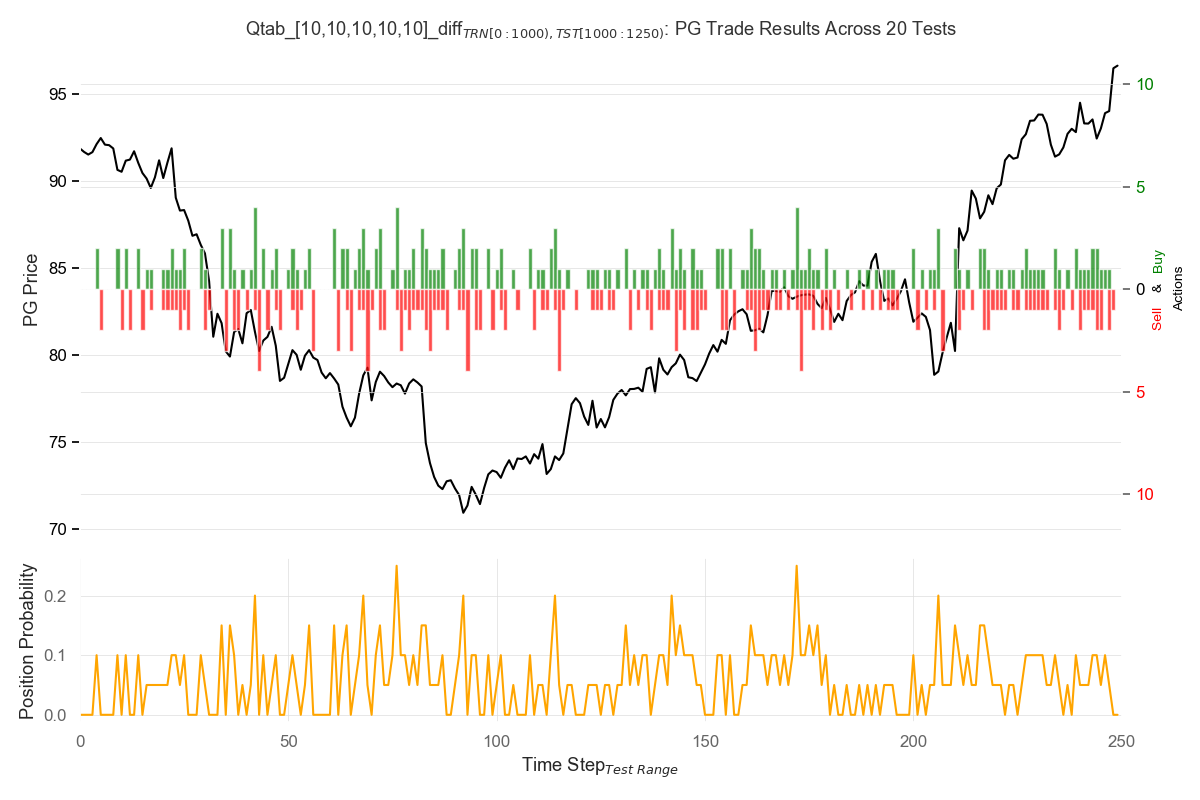 Qtab_[10,10,10,10,10]_diff_TRN[0:1000),TST[1000:1250): PG Trade Results Across 20 Tests
PG Price
95
90
85
80
75
70
10
5
0
5
10
Sell & Buy
Actions
Position Probability
0.2
0.1
0.0
0 50 100 150 200 250
Time Step Test Range